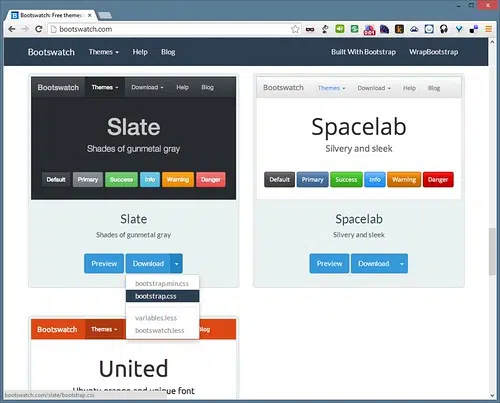 Bootswatch: Free themes
bootswatch.com
Bootswatch Themes Help Blog Built With Bootstrap WrapBootstrap
Bootswatch Themes Download Help Blog
Slate
Shades of gunmetal gray
Default Primary Success Info Warning Danger
Slate
Shades of gunmetal gray
Preview Download
bootstrap.min.css
bootstrap.css
variables.less
bootswatch.less
Bootswatch Themes Download Help Blog
Spacelab
Silvery and sleek
Default Primary Success Info Warning Danger
Spacelab
Silvery and sleek
Preview Download
Bootswatch Themes Blog
United
Ubuntu orange and unique font
bootswatch.com/slate/bootstrap.css